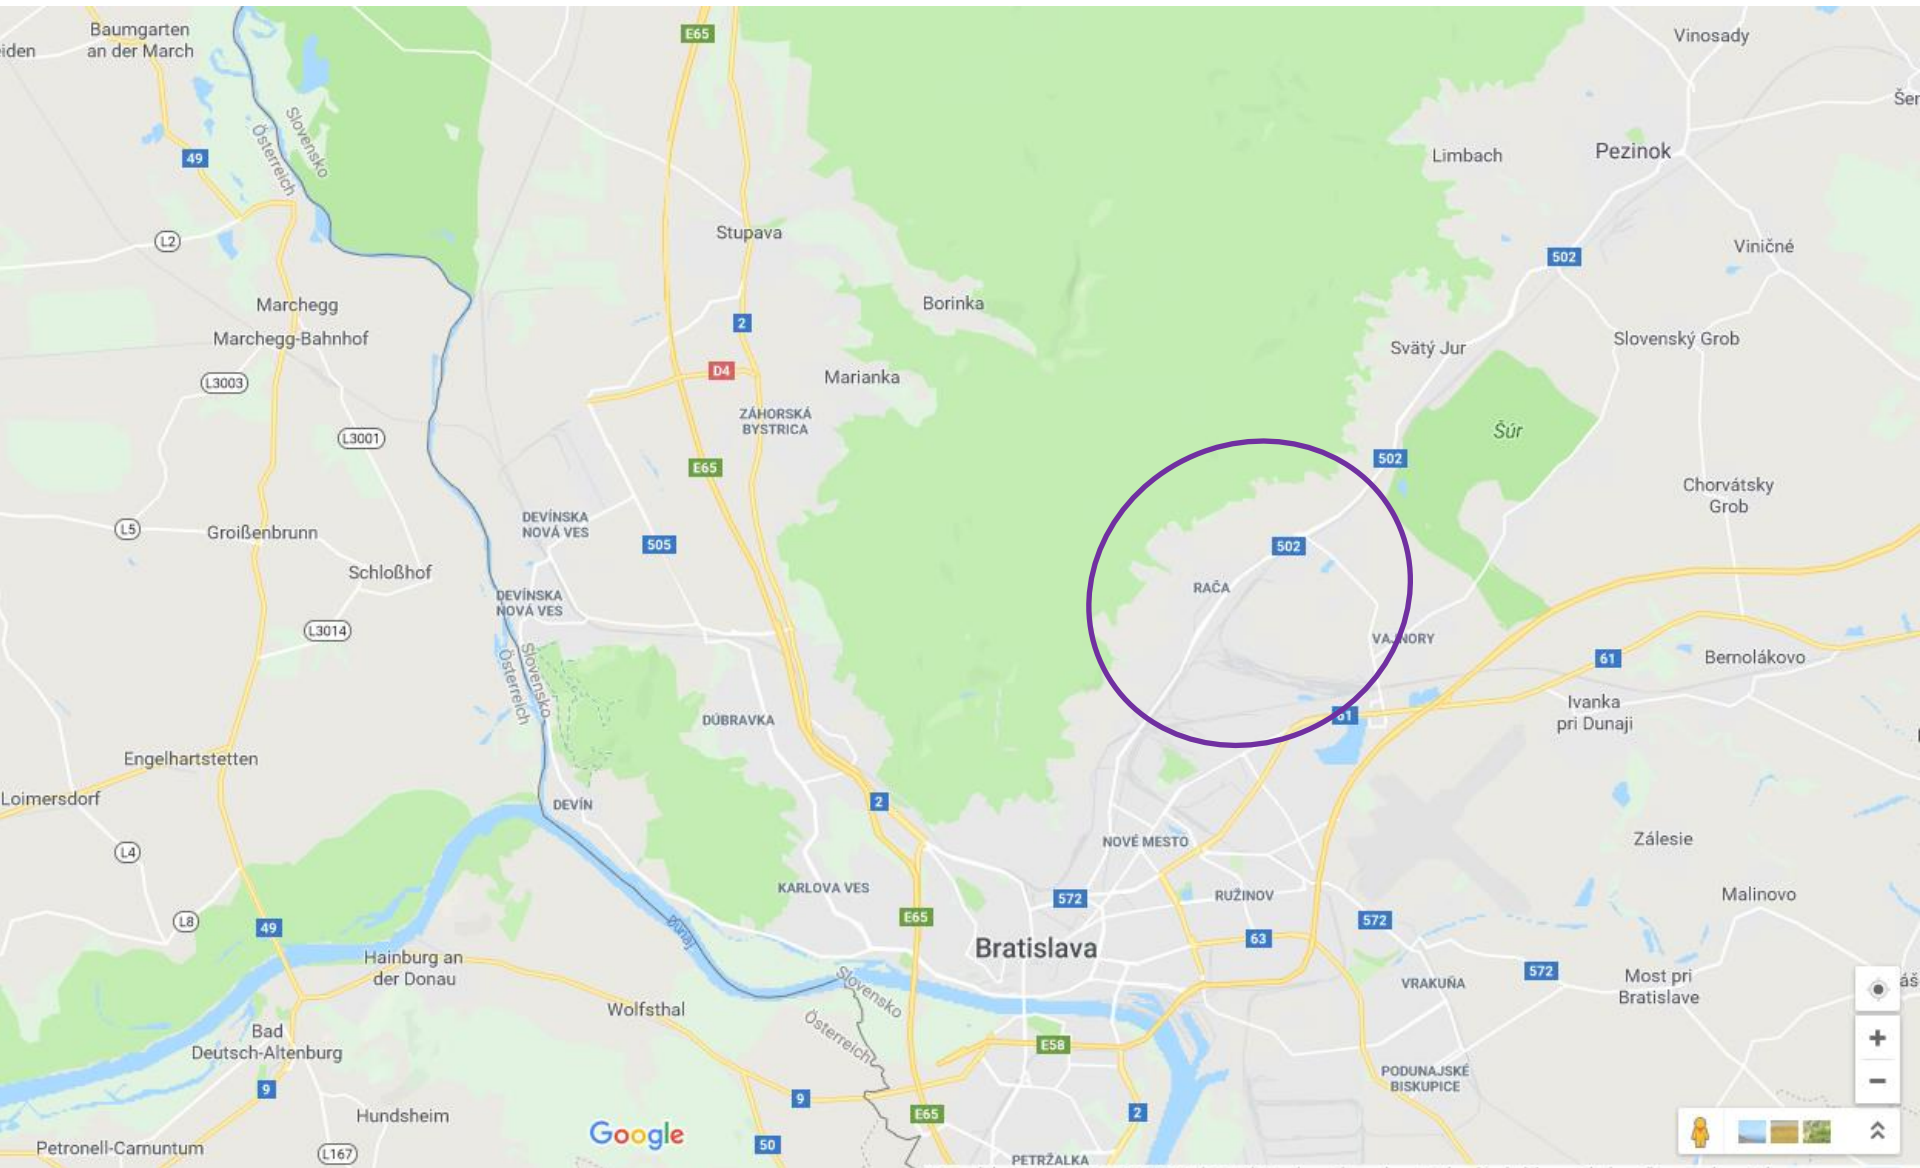 Baumgarten
an der March
E65
Vinosady
iden
Šer
Slovensko
Österreich
49
Limbach
Pezinok
L2
Stupava
502
Viničné
Marchegg
Borinka
2
Marchegg-Bahnhof
Svätý Jur
Slovenský Grob
L3003
D4
Marianka
ZÁHORSKÁ
BYSTRICA
L3001
Šúr
E65
502
Chorvátsky
Grob
L5
Groißenbrunn
DEVÍNSKA
NOVÁ VES
505
502
Schloßhof
RAČA
DEVÍNSKA
NOVÁ VES
L3014
VAJNORY
61
Bernolákovo
Slovensko
Österreich
Ivanka
pri Dunaji
DÚBRAVKA
61
Engelhartstetten
Loimersdorf
DEVÍN
2
L4
NOVÉ MESTO
Zálesie
KARLOVA VES
572
RUŽINOV
Malinovo
L8
49
E65
572
Dunaj
63
Bratislava
Hainburg an
der Donau
572
Most pri
Bratislave
VRAKUŇA
Slovensko
Österreich
áš
Wolfsthal
Bad
Deutsch-Altenburg
E58
PODUNAJSKÉ
BISKUPICE
9
9
Hundsheim
E65
2
Google
50
Petronell-Carnuntum
L167
PETRŽALKA